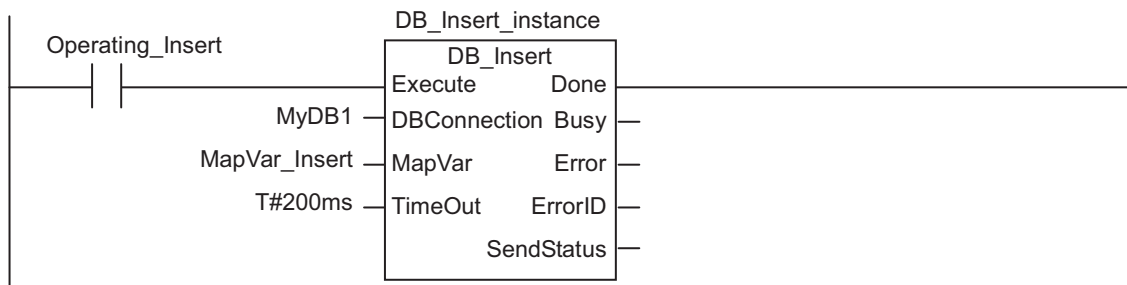 DB_Insert_instance
Operating_Insert
DB_Insert
Execute Done
MyDB1 DBConnection Busy
MapVar_Insert MapVar Error
T#200ms TimeOut ErrorID
SendStatus